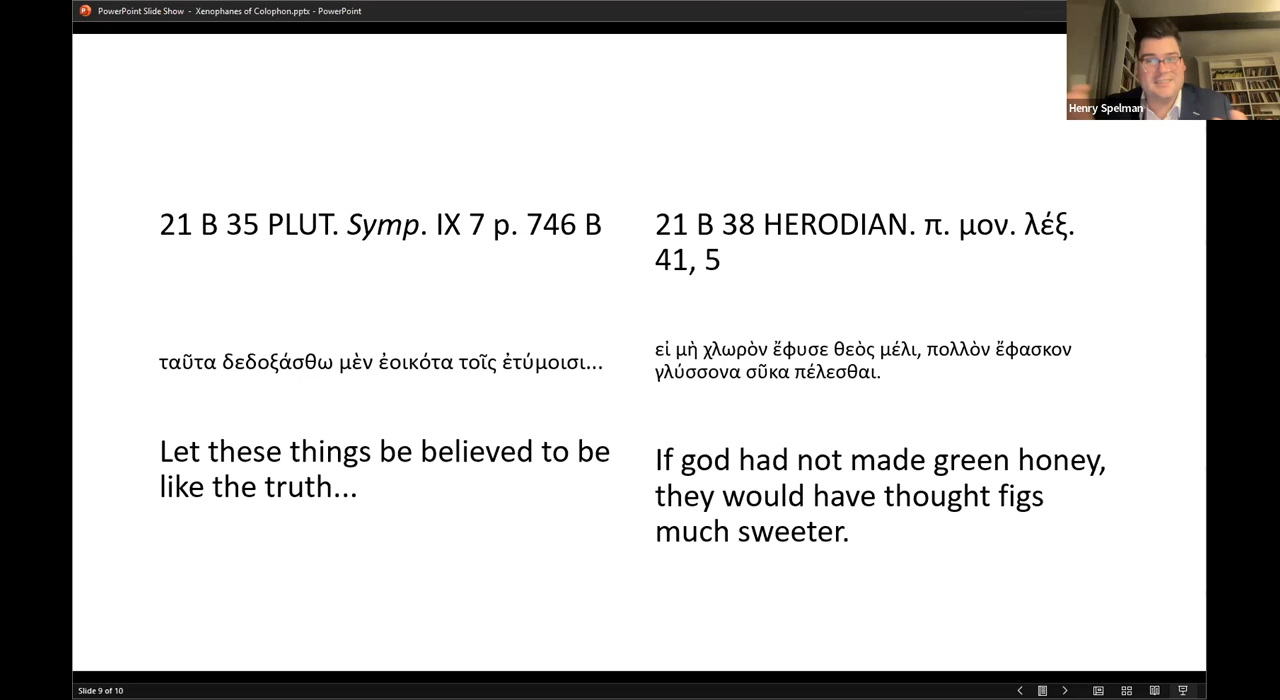 PowerPoint Slide Show - Xenophanes of Colophon.pptx - PowerPoint
Henry Spelman
21 B 35 PLUT. Symp. IX 7 p. 746 B
ταῦτα δεδοξάσθω μὲν ἐοικότα τοῖς ἐτύμοισι...
Let these things be believed to be
like the truth...
21 B 38 HERODIAN. π. μον. λέξ.
41, 5
εἰ μὴ χλωρὸν ἔφυσε θεὸς μέλι, πολλὸν ἔφασκον
γλύσσονα σῦκα πέλεσθαι.
If god had not made green honey,
they would have thought figs
much sweeter.
Slide 9 of 10